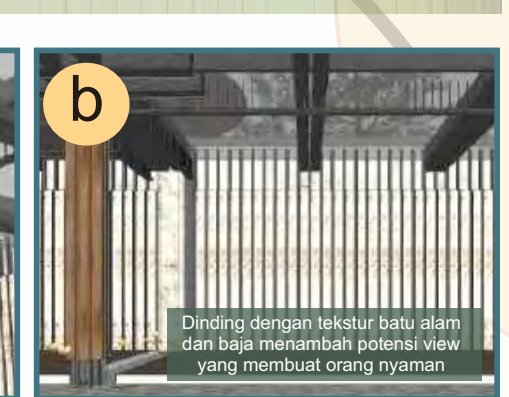 b
Dinding dengan tekstur batu alam
dan baja menambah potensi view
yang membuat orang nyaman